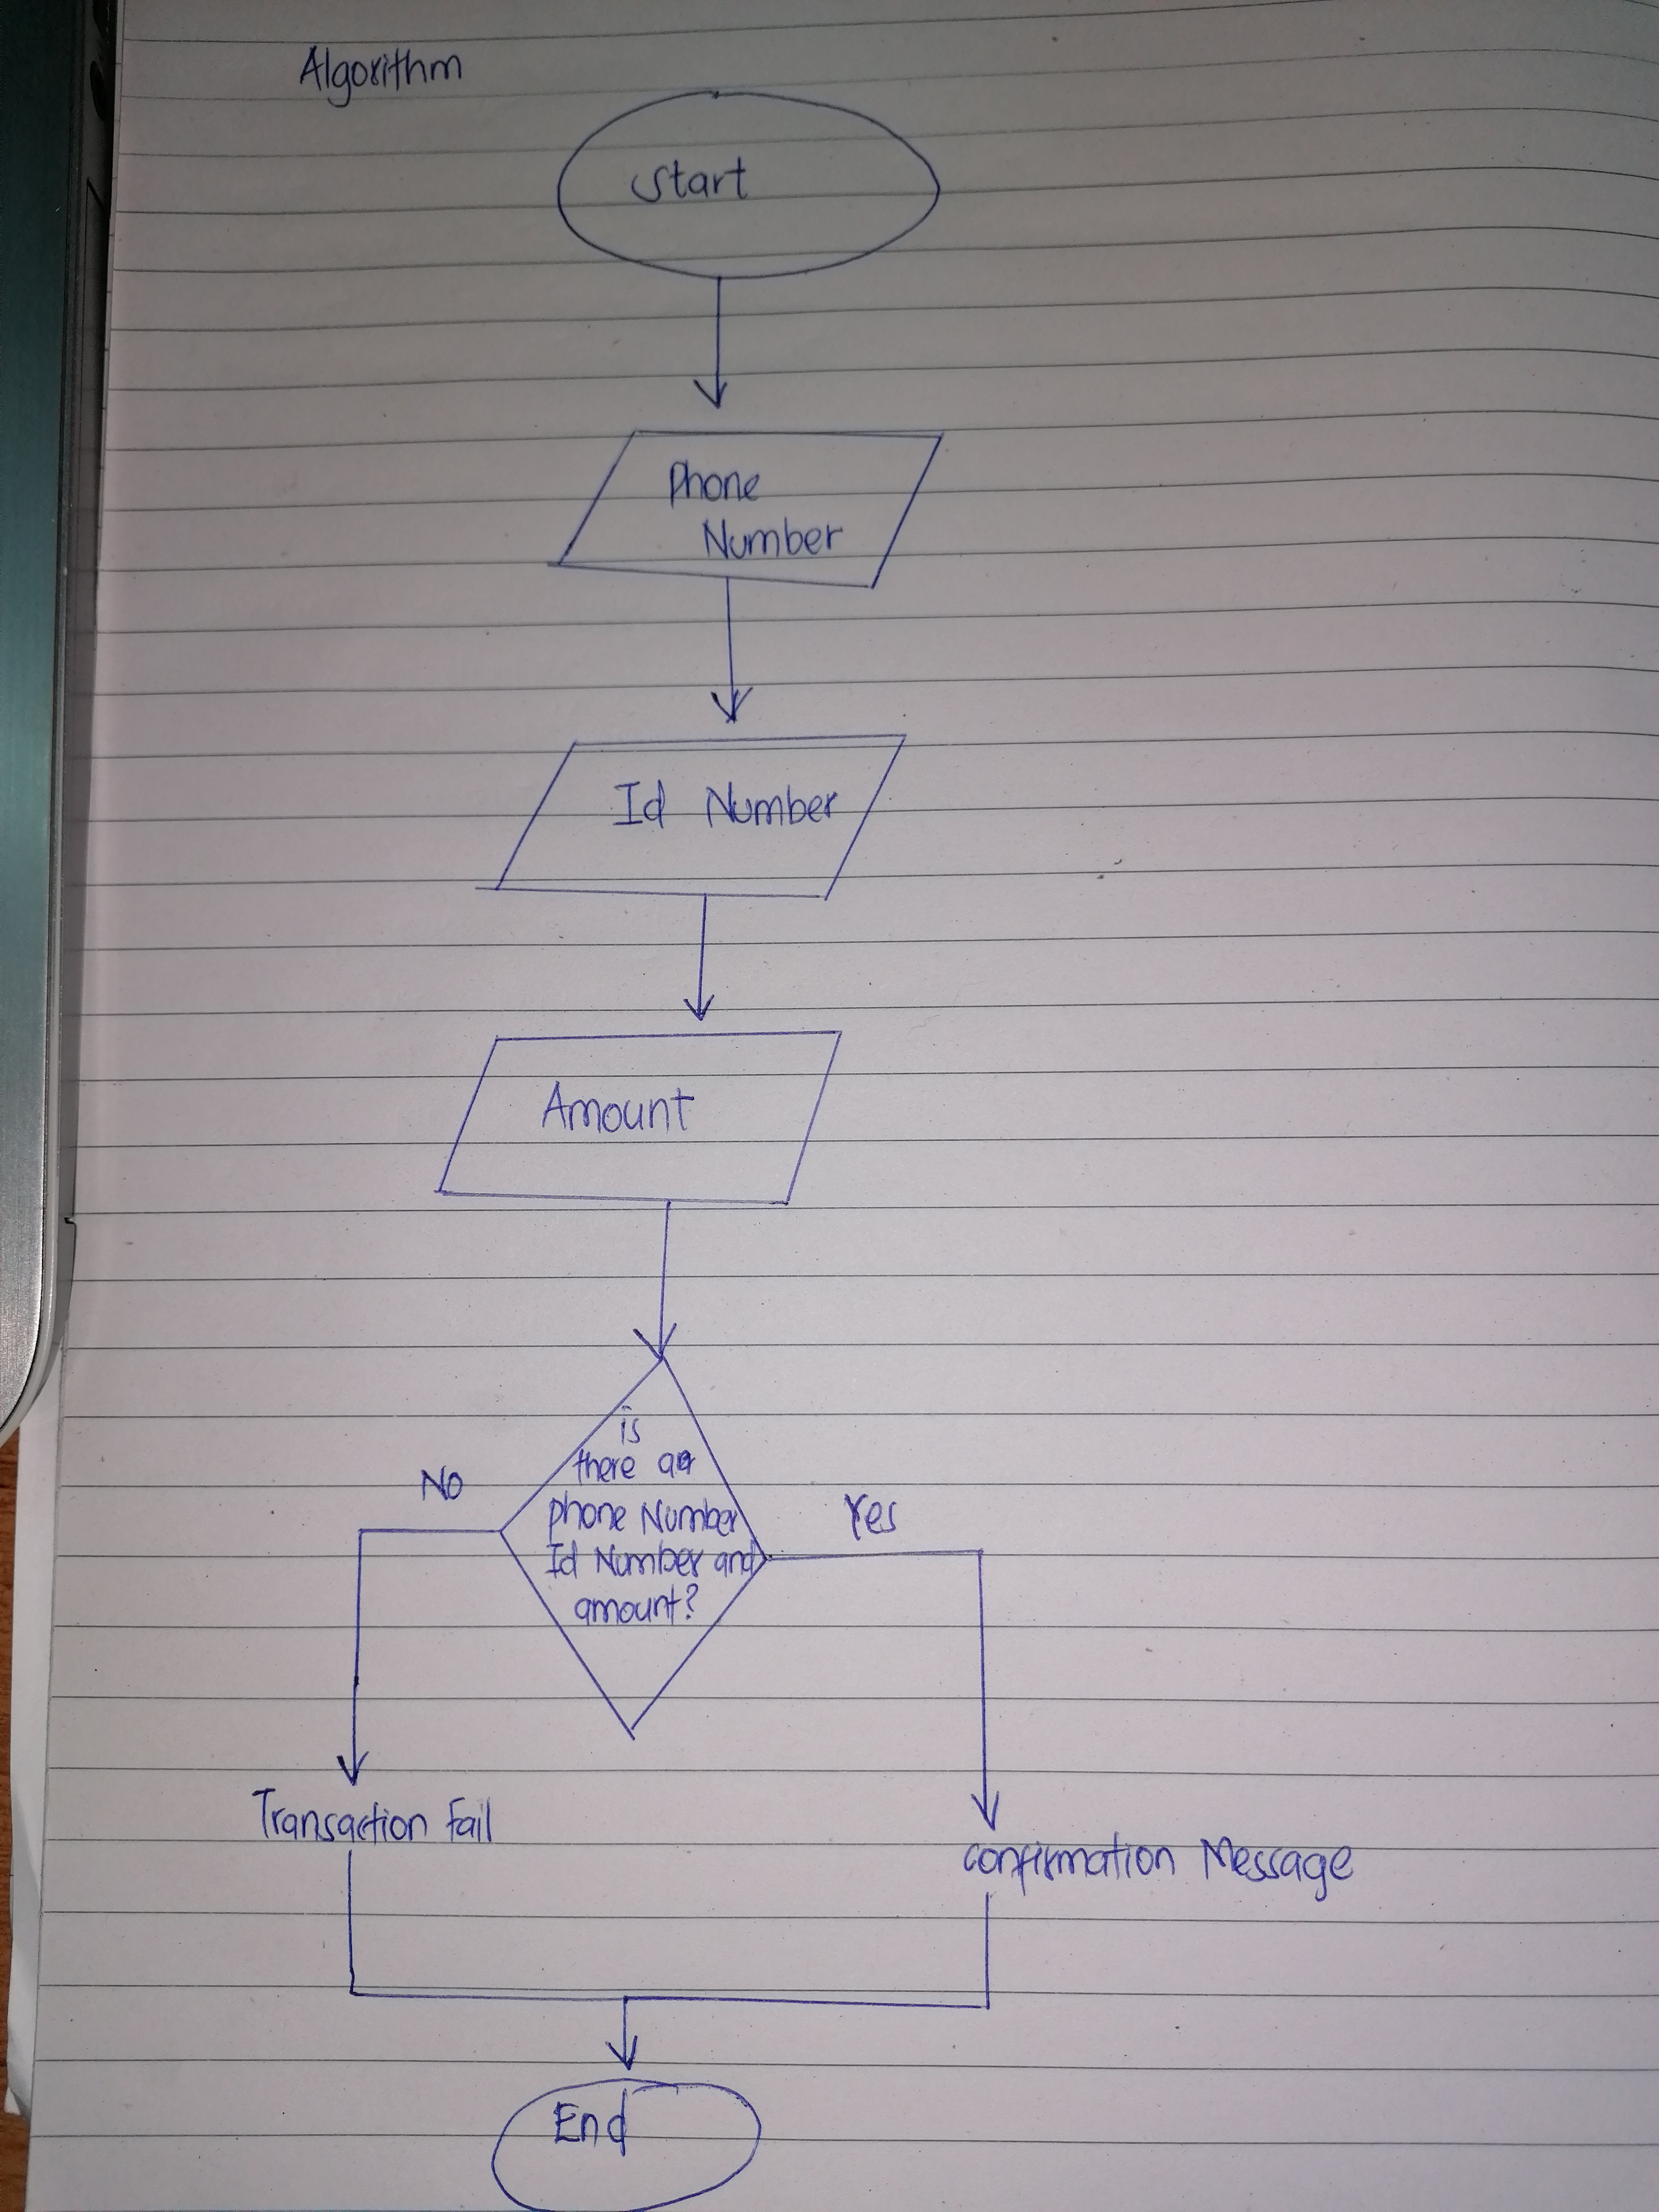 Algorithm
Start
Phone
Number
Id Number
Amount
is
there a
phone Number
Id Number and
amount?
No
Yes
Transaction Fail
confirmation Message
End